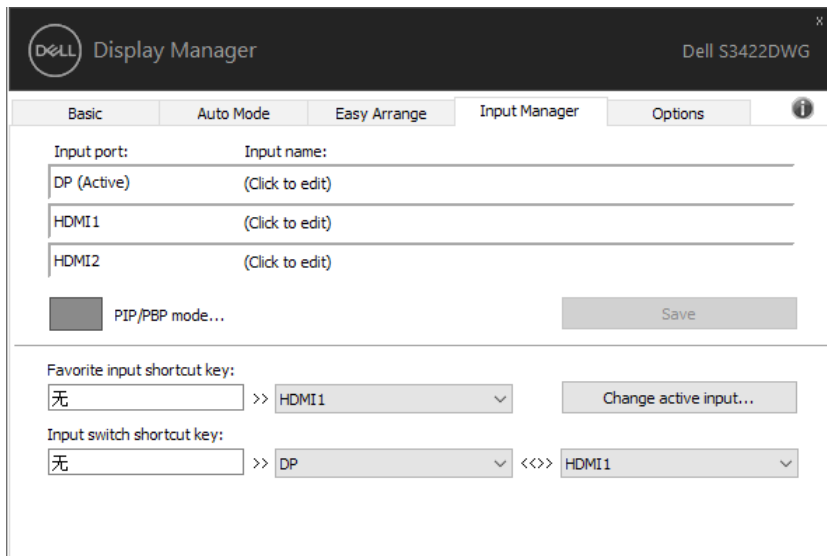 x
DELL Display Manager Dell S3422DWG
Basic Auto Mode Easy Arrange Input Manager Options i
Input port: Input name:
DP (Active) (Click to edit)
HDMI1 (Click to edit)
HDMI2 (Click to edit)
PIP/PBP mode... Save
Favorite input shortcut key:
无 >> HDMI1 Change active input...
Input switch shortcut key:
无 >> DP <<>> HDMI1